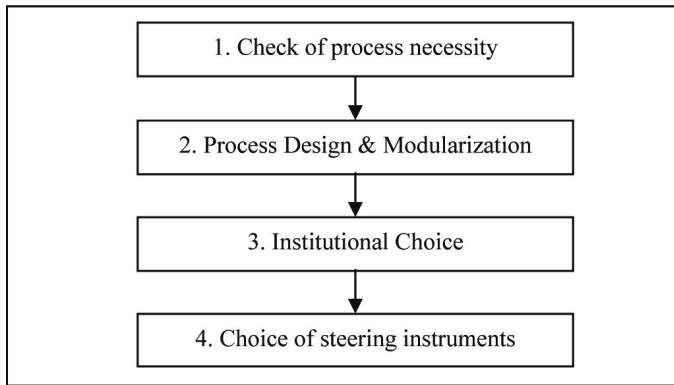 1. Check of process necessity
2. Process Design & Modularization
3. Institutional Choice
4. Choice of steering instruments